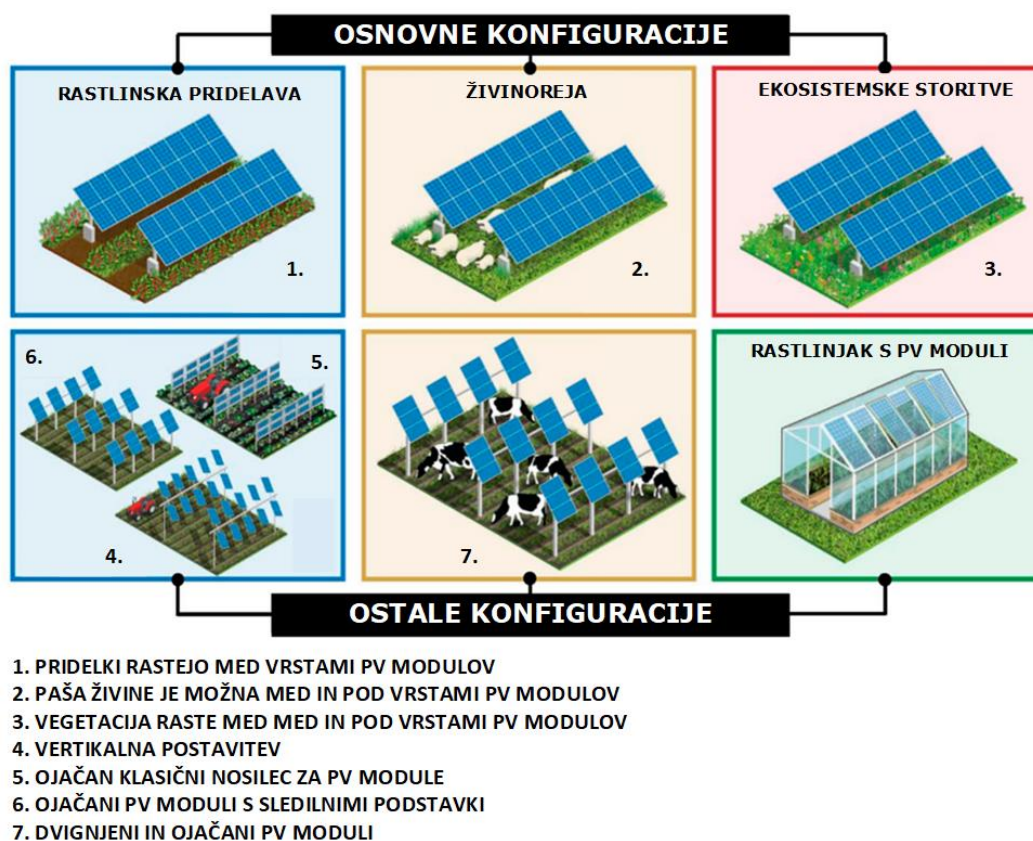 OSNOVNE KONFIGURACIJE
RASTLINSKA PRIDELAVA
1.
ŽIVINOREJA
2.
EKOSISTEMSKE STORITVE
3.
6.
5.
4.
7.
RASTLINJAK S PV MODULI
OSTALE KONFIGURACIJE
1. PRIDELKI RASTEJO MED VRSTAMI PV MODULOV
2. PAŠA ŽIVINE JE MOŽNA MED IN POD VRSTAMI PV MODULOV
3. VEGETACIJA RASTE MED MED IN POD VRSTAMI PV MODULOV
4. VERTIKALNA POSTAVITEV
5. OJAČAN KLASIČNI NOSILEC ZA PV MODULE
6. OJAČANI PV MODULI S SLEDILNIMI PODSTAVKI
7. DVIGNJENI IN OJAČANI PV MODULI